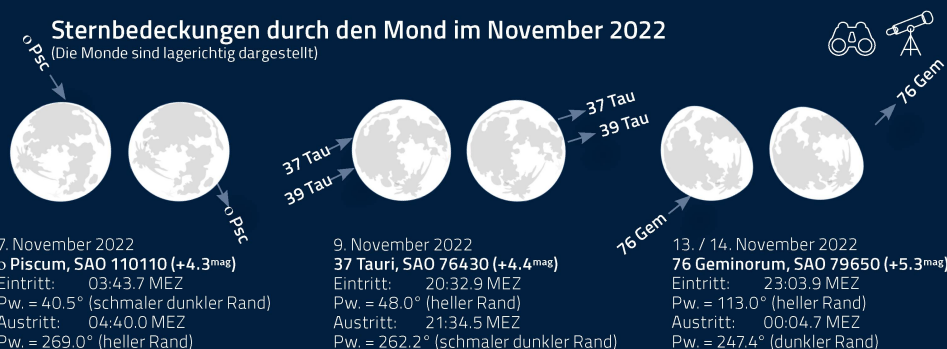 Sternbedeckungen durch den Mond im November 2022
(Die Monde sind lagerichtig dargestellt)
ο Psc
ο Psc
37 Tau
39 Tau
37 Tau
39 Tau
76 Gem
76 Gem
7. November 2022
ο Piscum, SAO 110110 (+4.3mag)
Eintritt: 03:43.7 MEZ
Pw. = 40.5° (schmaler dunkler Rand)
Austritt: 04:40.0 MEZ
Pw. = 269.0° (heller Rand)
9. November 2022
37 Tauri, SAO 76430 (+4.4mag)
Eintritt: 20:32.9 MEZ
Pw. = 48.0° (heller Rand)
Austritt: 21:34.5 MEZ
Pw. = 262.2° (schmaler dunkler Rand)
13. / 14. November 2022
76 Geminorum, SAO 79650 (+5.3mag)
Eintritt: 23:03.9 MEZ
Pw. = 113.0° (heller Rand)
Austritt: 00:04.7 MEZ
Pw. = 247.4° (dunkler Rand)